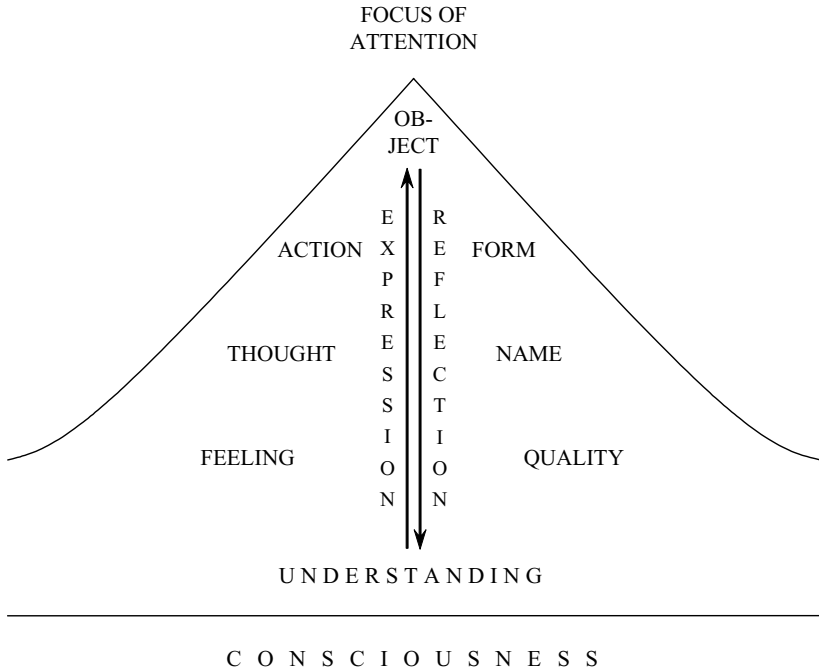 FOCUS OF
ATTENTION
OB-
JECT
EXPRESSION
REFLECTION
ACTION
FORM
THOUGHT
NAME
FEELING
QUALITY
UNDERSTANDING
CONSCIOUSNESS